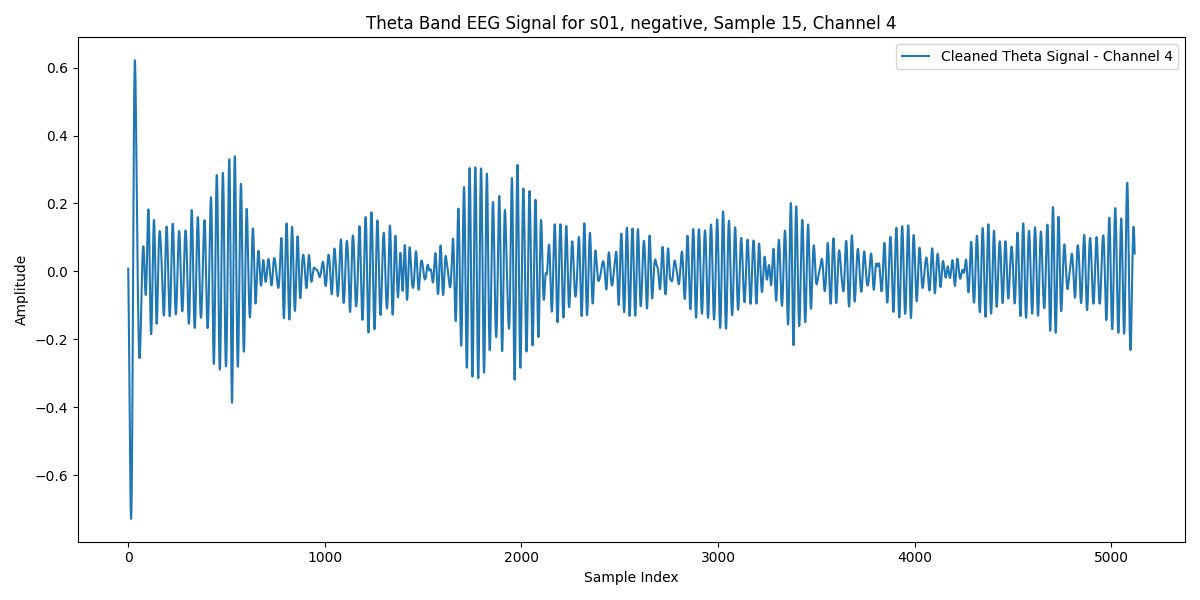 Theta Band EEG Signal for s01, negative, Sample 15, Channel 4
Cleaned Theta Signal - Channel 4
Amplitude
0.6
0.4
0.2
0.0
−0.2
−0.4
−0.6
0 1000 2000 3000 4000 5000
Sample Index